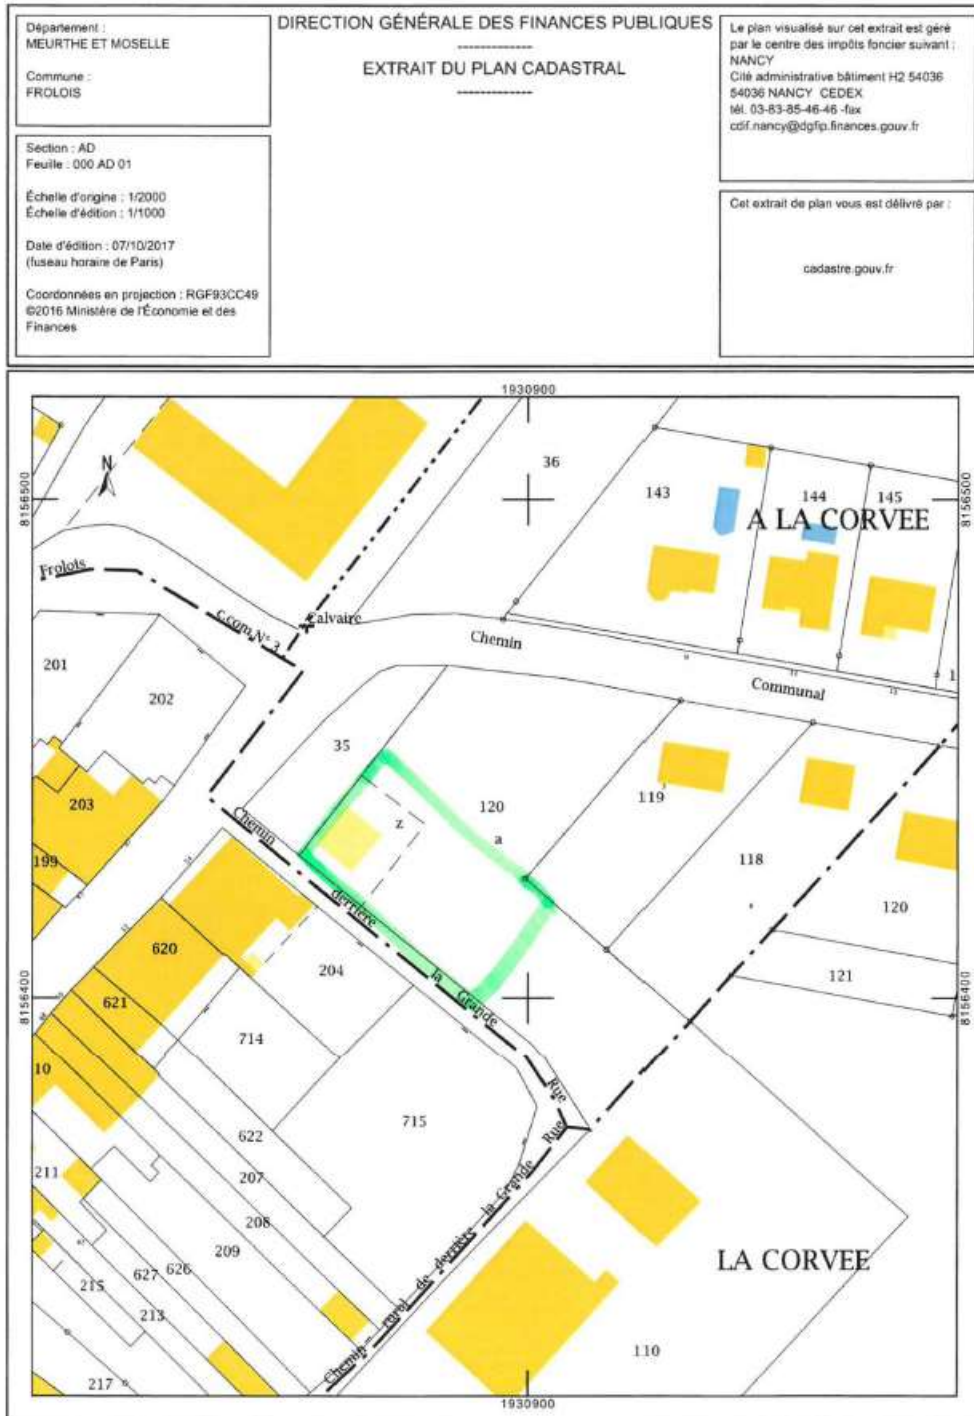 Département :
MEURTHE ET MOSELLE
Commune :
FROLOIS
Section : AD
Feuille : 000 AD 01
Échelle d'origine : 1/2000
Échelle d'édition : 1/1000
Date d'édition : 07/10/2017
(fuseau horaire de Paris)
Coordonnées en projection : RGF93CC49
©2016 Ministère de l'Économie et des
Finances
DIRECTION GÉNÉRALE DES FINANCES PUBLIQUES
-------------
EXTRAIT DU PLAN CADASTRAL
-------------
Le plan visualisé sur cet extrait est géré
par le centre des impôts foncier suivant :
NANCY
Cité administrative bâtiment H2 54036
54036 NANCY CEDEX
tél. 03-83-85-46-46 -fax
cdif.nancy@dgfip.finances.gouv.fr
Cet extrait de plan vous est délivré par :
cadastre.gouv.fr
1930900
36
N
143
144
145
8156500
8156500
A LA CORVEE
Frolois
c.com.N° 3
Calvaire
Chemin
Communal
201
202
35
203
120
119
z
a
118
199
Chemin derrière la Grande Rue
120
620
204
121
621
8156400
8156400
714
10
715
622
207
211
208
209
626
627
215
213
217
Chemin rural de derrière la Grande Rue
LA CORVEE
110
1930900